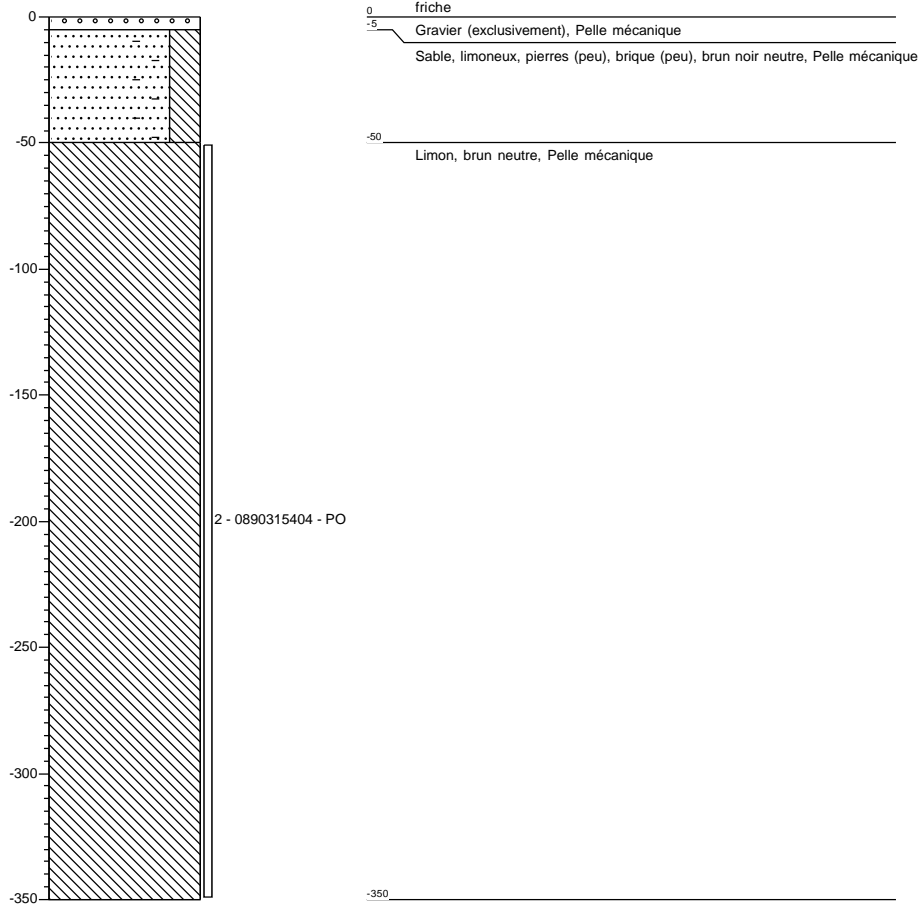 0
-50
-100
-150
-200
-250
-300
-350
2 - 0890315404 - PO
0
friche
-5
Gravier (exclusivement), Pelle mécanique
Sable, limoneux, pierres (peu), brique (peu), brun noir neutre, Pelle mécanique
-50
Limon, brun neutre, Pelle mécanique
-350